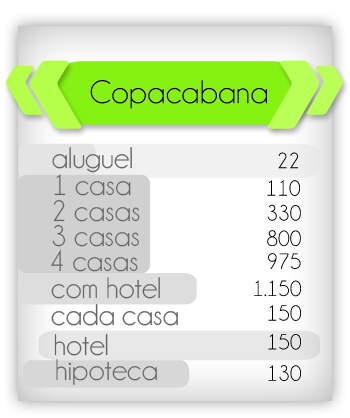 Copacabana
aluguel 22
1 casa 110
2 casas 330
3 casas 800
4 casas 975
com hotel 1.150
cada casa 150
hotel 150
hipoteca 130